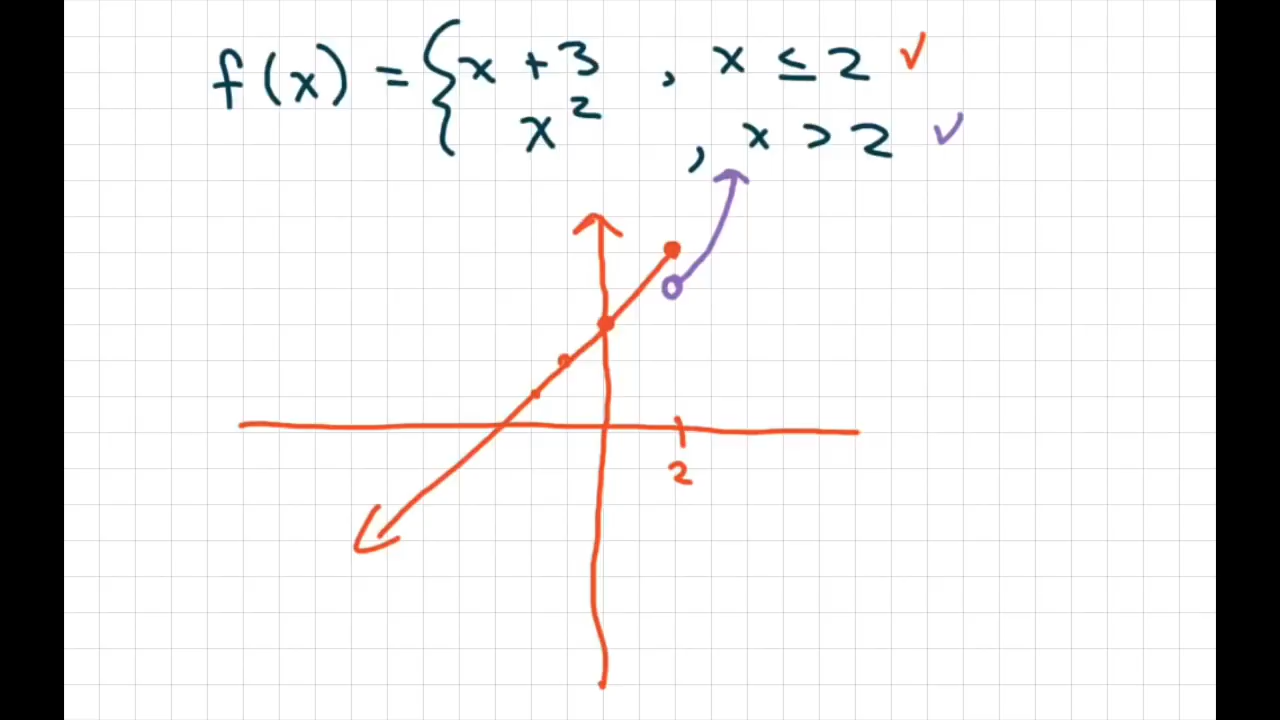 f(x) = { x + 3 , x ≤ 2 ✓
x² , x > 2 ✓
2